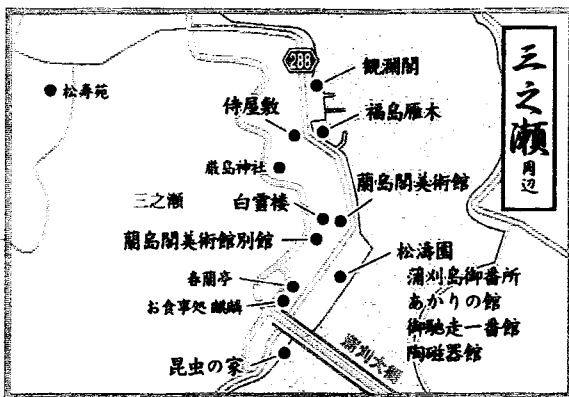 三之瀬周辺
288
観瀾閣
松寿苑
福島雁木
侍屋敷
厳島神社
蘭島閣美術館
三之瀬
白雪楼
蘭島閣美術館別館
松濤園
蒲刈島御番所
あかりの館
御馳走一番館
陶磁器館
春蘭亭
お食事処 麒麟
蒲刈大橋
昆虫の家